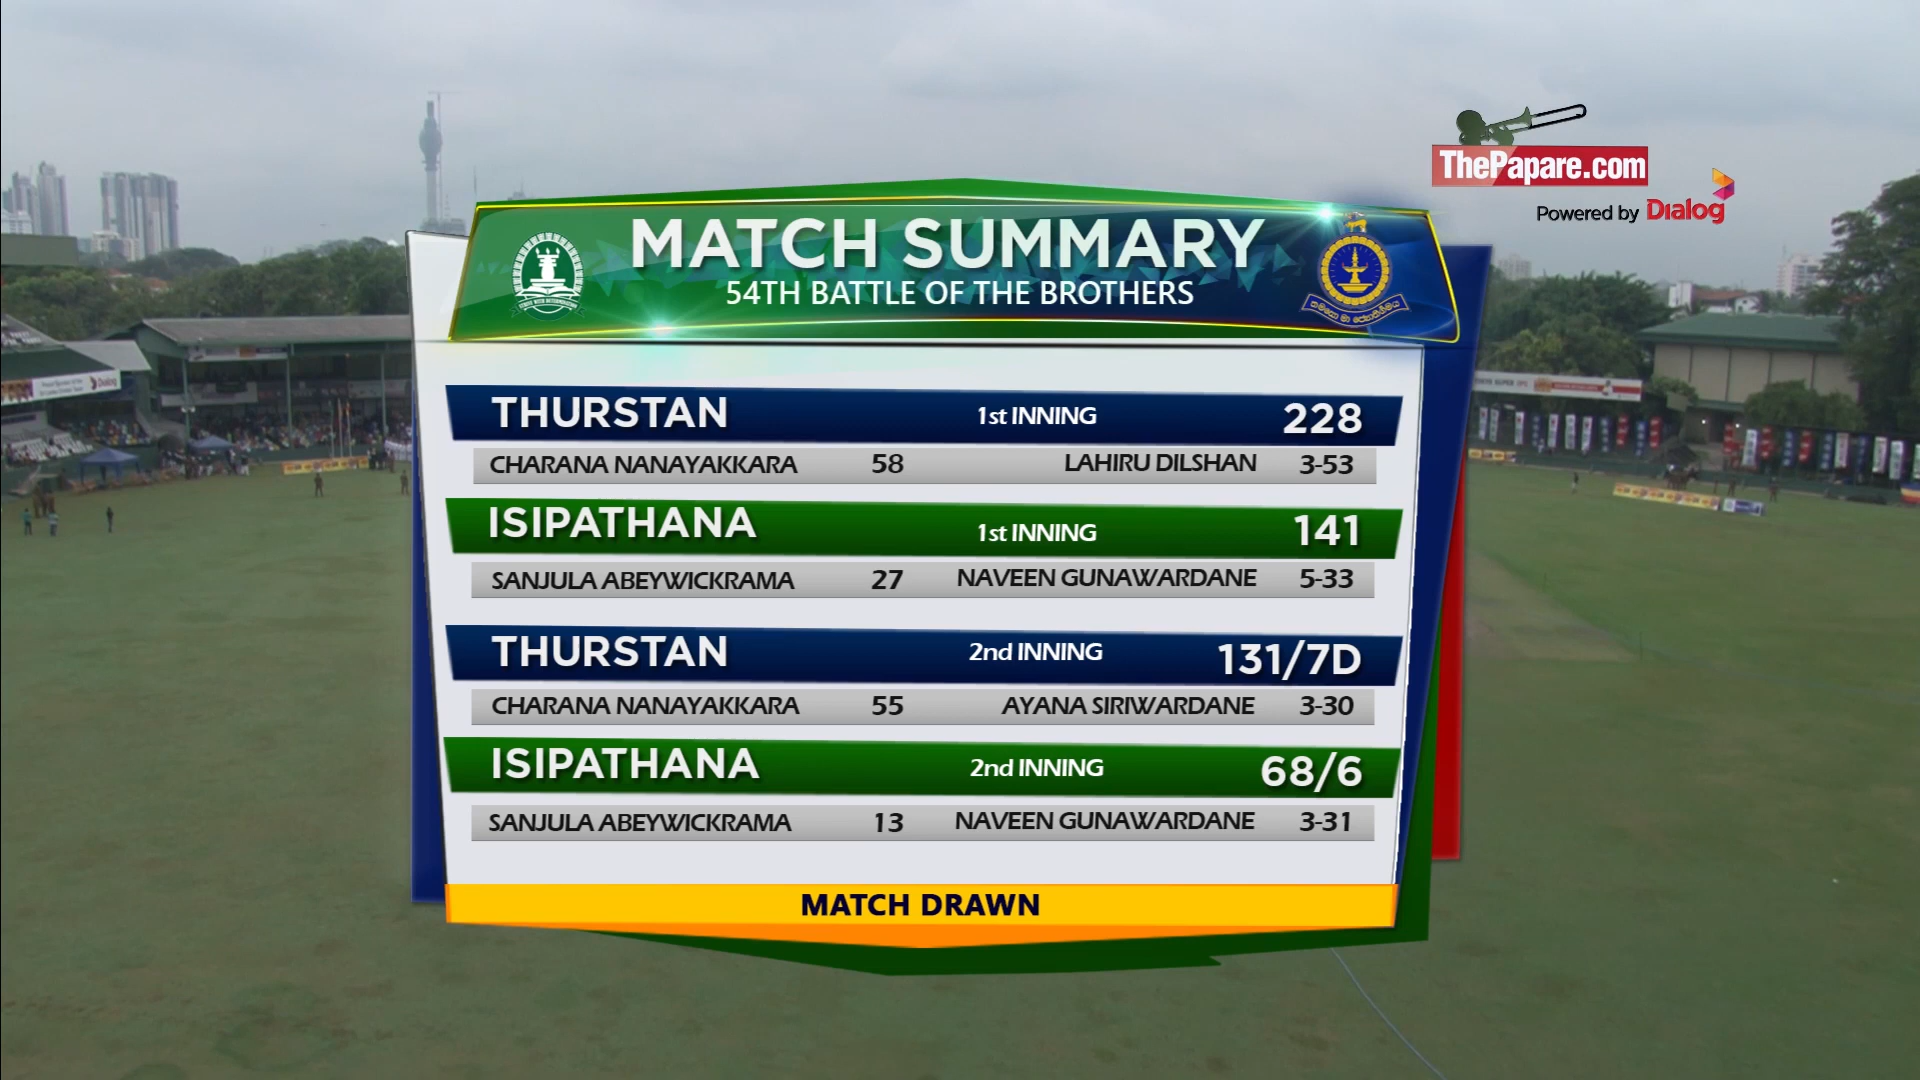 ThePapare.com
Powered by Dialog
MATCH SUMMARY
54TH BATTLE OF THE BROTHERS
THURSTAN 1st INNING 228
CHARANA NANAYAKKARA 58 LAHIRU DILSHAN 3-53
ISIPATHANA 1st INNING 141
SANJULA ABEYWICKRAMA 27 NAVEEN GUNAWARDANE 5-33
THURSTAN 2nd INNING 131/7D
CHARANA NANAYAKKARA 55 AYANA SIRIWARDANE 3-30
ISIPATHANA 2nd INNING 68/6
SANJULA ABEYWICKRAMA 13 NAVEEN GUNAWARDANE 3-31
MATCH DRAWN
Dialog